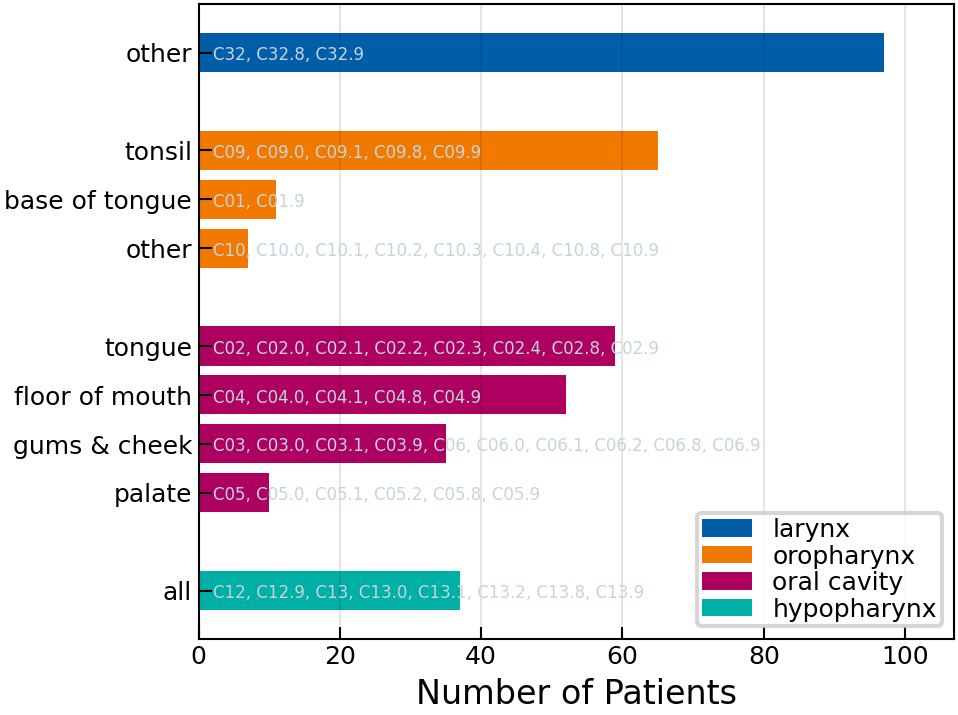 other
C32, C32.8, C32.9
tonsil
C09, C09.0, C09.1, C09.8, C09.9
base of tongue
C01, C01.9
other
C10, C10.0, C10.1, C10.2, C10.3, C10.4, C10.8, C10.9
tongue
C02, C02.0, C02.1, C02.2, C02.3, C02.4, C02.8, C02.9
floor of mouth
C04, C04.0, C04.1, C04.8, C04.9
gums & cheek
C03, C03.0, C03.1, C03.9, C06, C06.0, C06.1, C06.2, C06.8, C06.9
palate
C05, C05.0, C05.1, C05.2, C05.8, C05.9
all
C12, C12.9, C13, C13.0, C13.1, C13.2, C13.8, C13.9
larynx
oropharynx
oral cavity
hypopharynx
0 20 40 60 80 100
Number of Patients